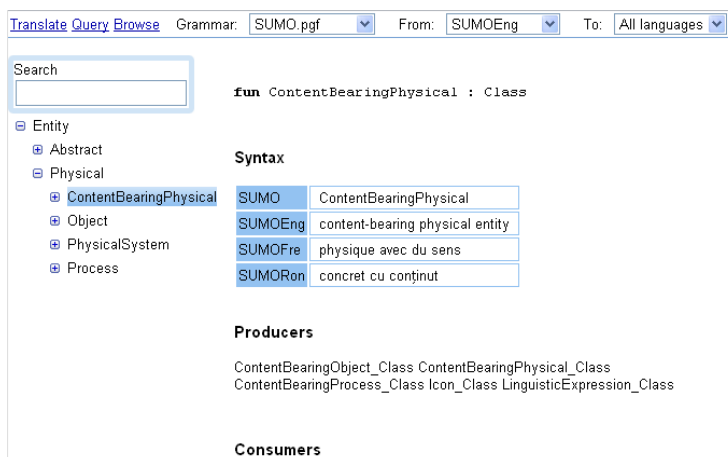 Translate Query Browse Grammar: SUMO.pgf From: SUMOEng To: All languages
Search
fun ContentBearingPhysical : Class
Entity
Abstract
Physical
ContentBearingPhysical
Object
PhysicalSystem
Process
Syntax
SUMO ContentBearingPhysical
SUMOEng content-bearing physical entity
SUMOFre physique avec du sens
SUMORon concret cu conținut
Producers
ContentBearingObject_Class ContentBearingPhysical_Class
ContentBearingProcess_Class Icon_Class LinguisticExpression_Class
Consumers